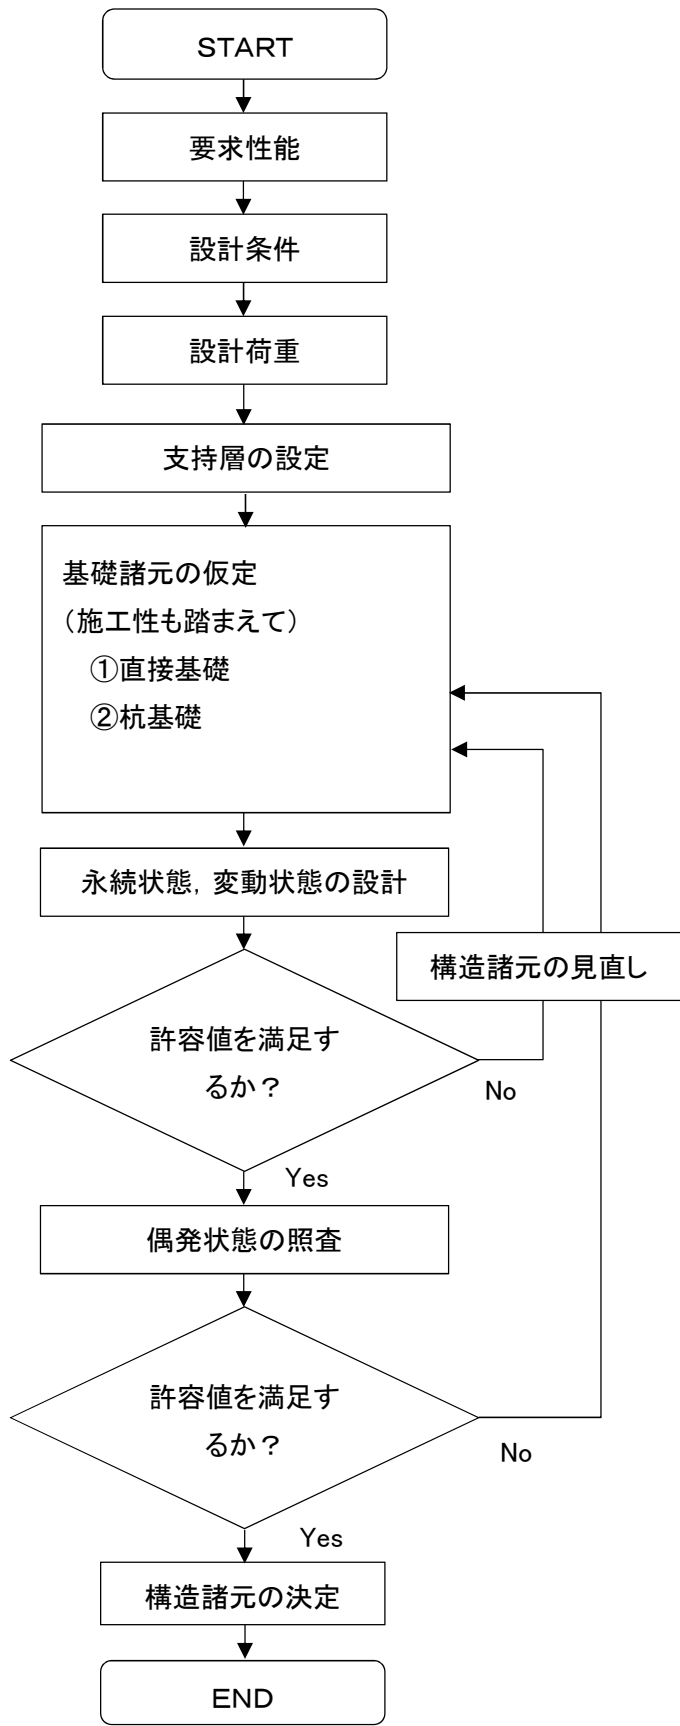 START
要求性能
設計条件
設計荷重
支持層の設定
基礎諸元の仮定
（施工性も踏まえて）
①直接基礎
②杭基礎
永続状態，変動状態の設計
構造諸元の見直し
許容値を満足す
るか？
No
Yes
偶発状態の照査
許容値を満足す
るか？
No
Yes
構造諸元の決定
END